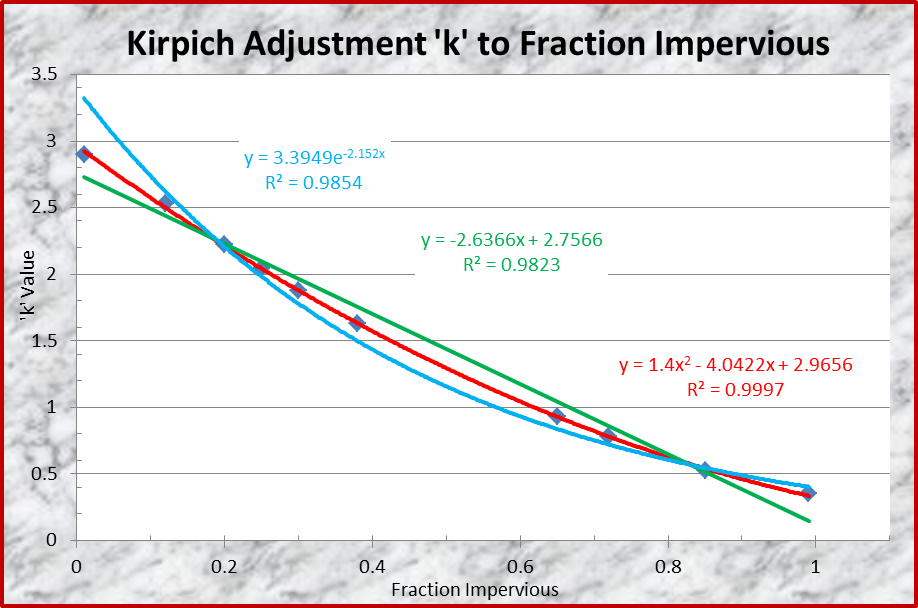 Kirpich Adjustment 'k' to Fraction Impervious
3.5
3
2.5
2
1.5
1
0.5
0
'k' Value
y = 3.3949e⁻²·¹⁵²ˣ
R² = 0.9854
y = -2.6366x + 2.7566
R² = 0.9823
y = 1.4x² - 4.0422x + 2.9656
R² = 0.9997
0 0.2 0.4 0.6 0.8 1
Fraction Impervious